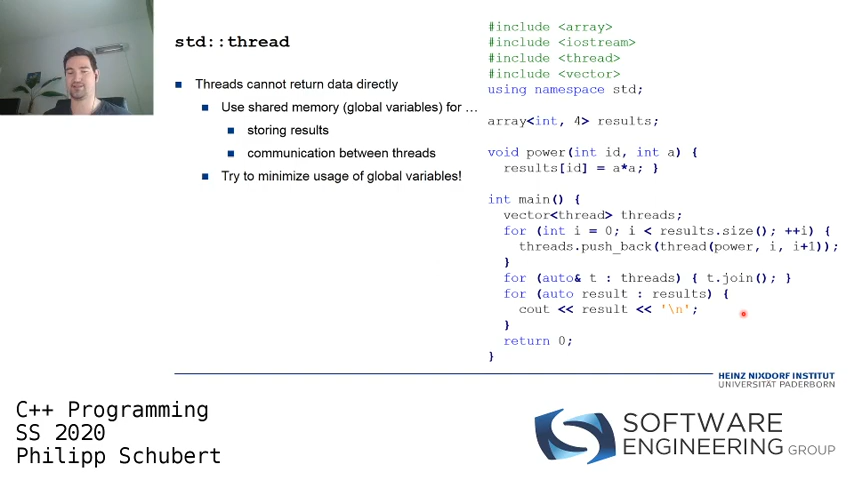 std::thread
Threads cannot return data directly
Use shared memory (global variables) for …
storing results
communication between threads
Try to minimize usage of global variables!
#include <array>
#include <iostream>
#include <thread>
#include <vector>
using namespace std;
array<int, 4> results;
void power(int id, int a) {
results[id] = a*a; }
int main() {
vector<thread> threads;
for (int i = 0; i < results.size(); ++i) {
threads.push_back(thread(power, i, i+1));
}
for (auto& t : threads) { t.join(); }
for (auto result : results) {
cout << result << '\n';
}
return 0;
}
HEINZ NIXDORF INSTITUT
UNIVERSITÄT PADERBORN
C++ Programming
SS 2020
Philipp Schubert
SOFTWARE
ENGINEERING GROUP